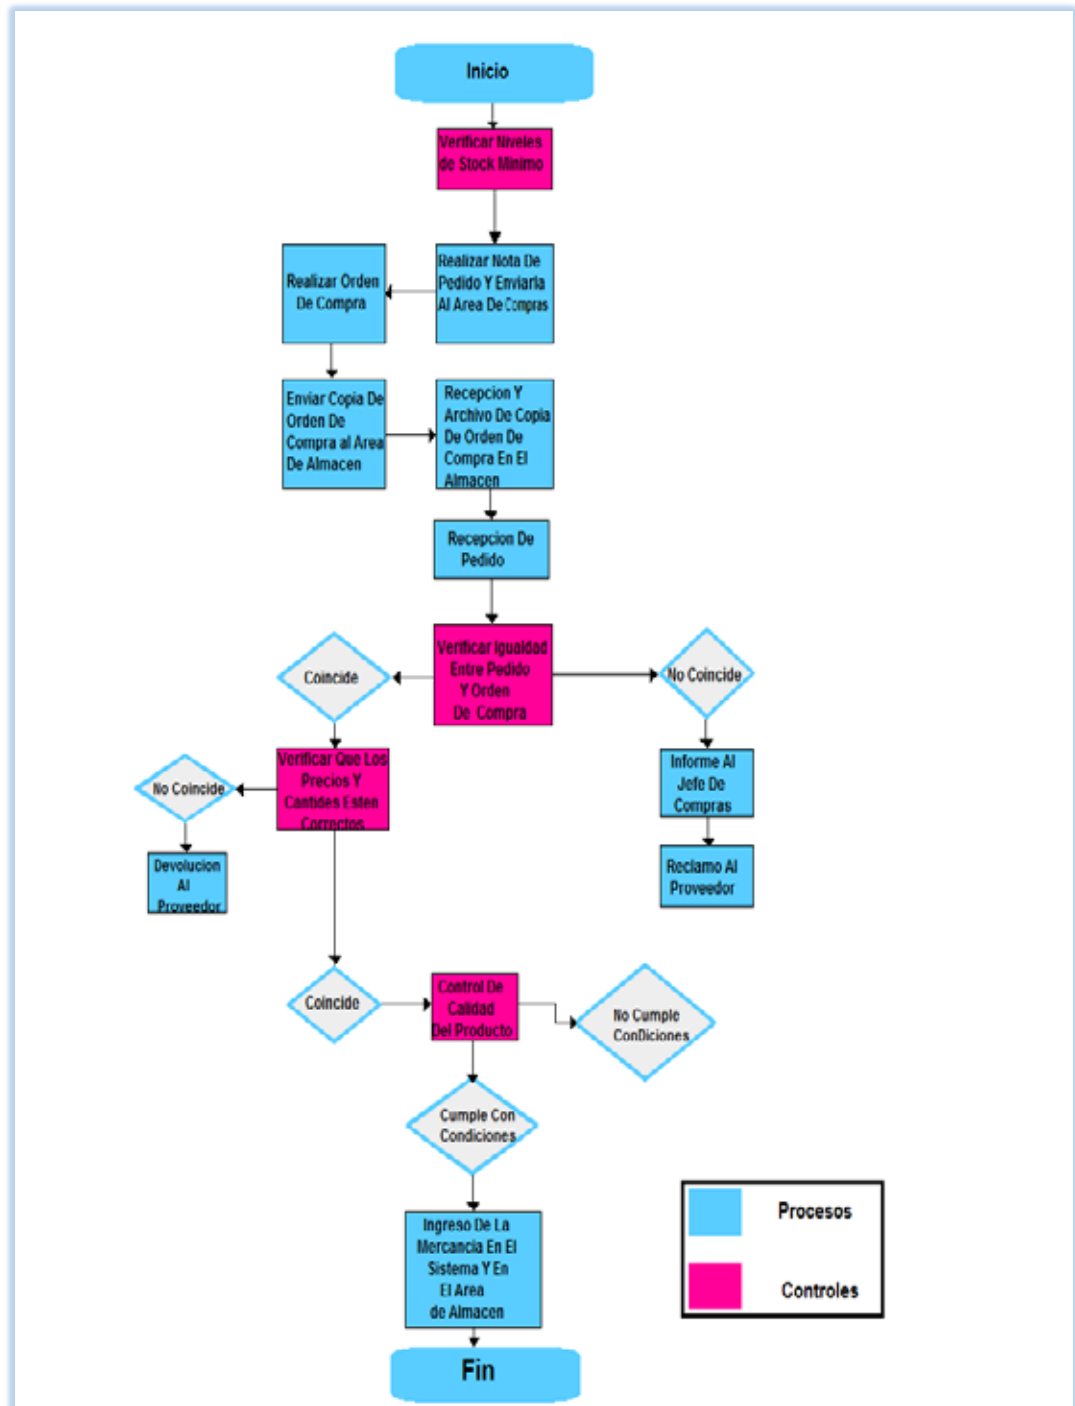 Inicio
Verificar Niveles
de Stock Minimo
Realizar Nota De
Pedido Y Enviarla
Al Area De Compras
Realizar Orden
De Compra
Enviar Copia De
Orden De
Compra al Area
De Almacen
Recepcion Y
Archivo De Copia
De Orden De
Compra En El
Almacen
Recepcion De
Pedido
Verificar Igualdad
Entre Pedido
Y Orden
De Compra
Coincide
No Coincide
Informe Al
Jefe De
Compras
Reclamo Al
Proveedor
Verificar Que Los
Precios Y
Cantides Esten
Correctos
No Coincide
Devolucion
Al
Proveedor
Coincide
Control De
Calidad
Del Producto
No Cumple
ConDiciones
Cumple Con
Condiciones
Ingreso De La
Mercancia En El
Sistema Y En
El Area
de Almacen
Fin
Procesos
Controles